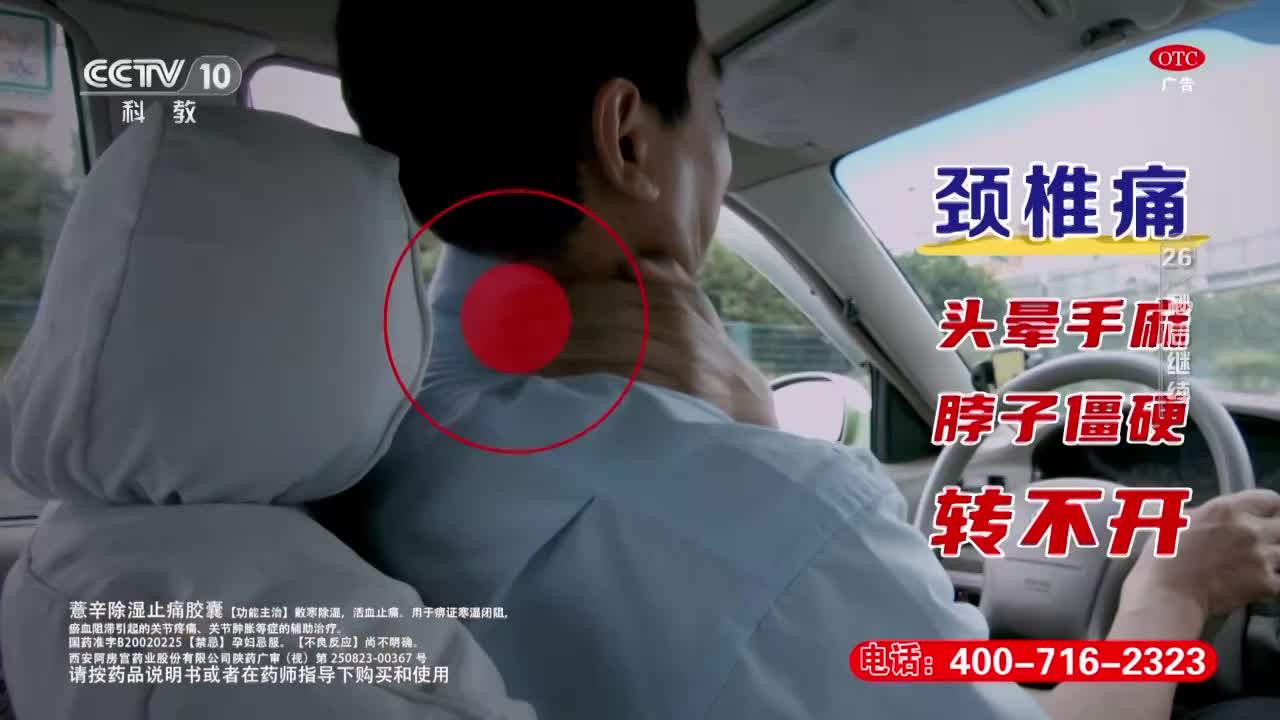 CCTV 10
科教
OTC
广告
颈椎痛
26
继续
头晕手麻
脖子僵硬
转不开
薏辛除湿止痛胶囊【功能主治】散寒除湿，活血止痛。用于痹证寒湿闭阻，
瘀血阻滞引起的关节疼痛、关节肿胀等症的辅助治疗。
国药准字B20020225【禁忌】孕妇忌服。【不良反应】尚不明确。
西安阿房宫药业股份有限公司陕药广审（视）第250823-00367号
请按药品说明书或者在药师指导下购买和使用
电话：400-716-2323